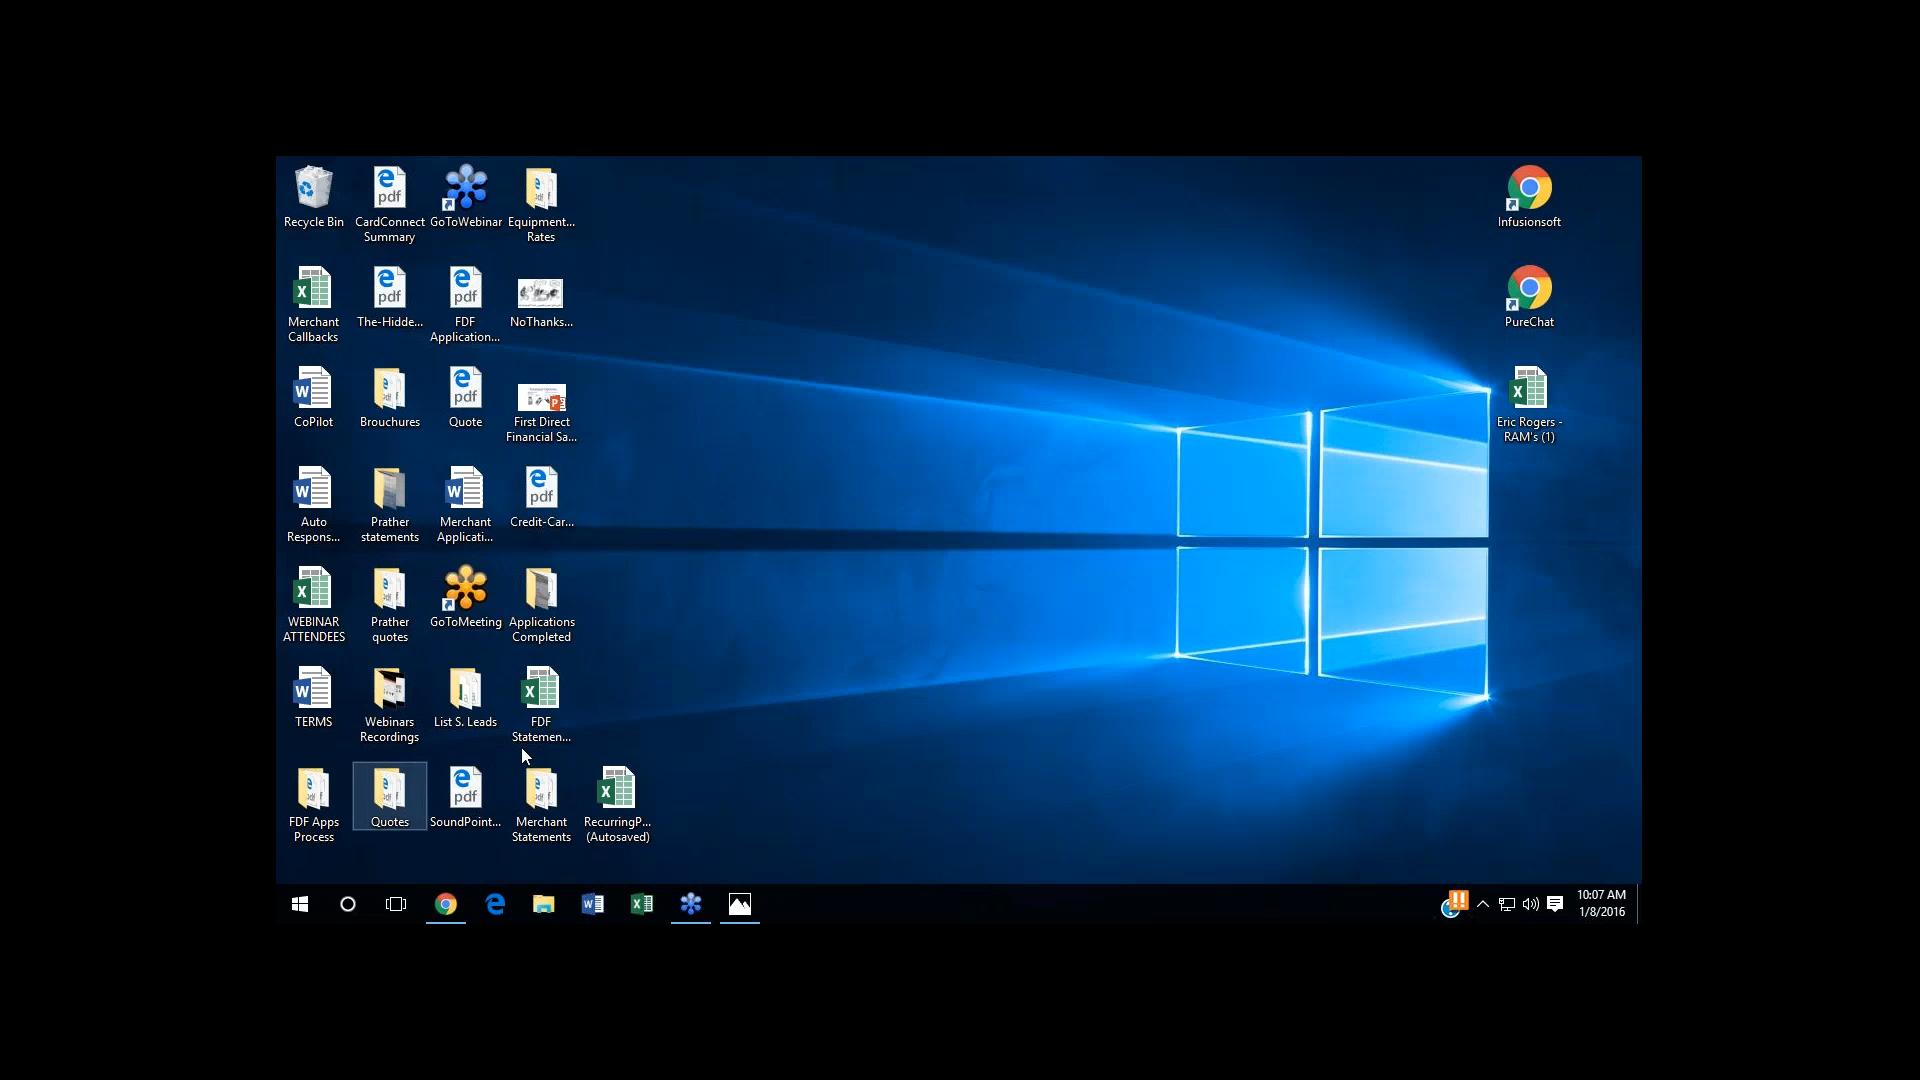 Recycle Bin
CardConnect
Summary
GoToWebinar
Equipment...
Rates
Infusionsoft
Merchant
Callbacks
The-Hidde...
FDF
Application...
NoThanks...
PureChat
CoPilot
Brouchures
Quote
First Direct
Financial Sa...
Eric Rogers -
RAM's (1)
Auto
Respons...
Prather
statements
Merchant
Applicati...
Credit-Car...
WEBINAR
ATTENDEES
Prather
quotes
GoToMeeting
Applications
Completed
TERMS
Webinars
Recordings
List S. Leads
FDF
Statemen...
FDF Apps
Process
Quotes
SoundPoint...
Merchant
Statements
RecurringP...
(Autosaved)
10:07 AM
1/8/2016